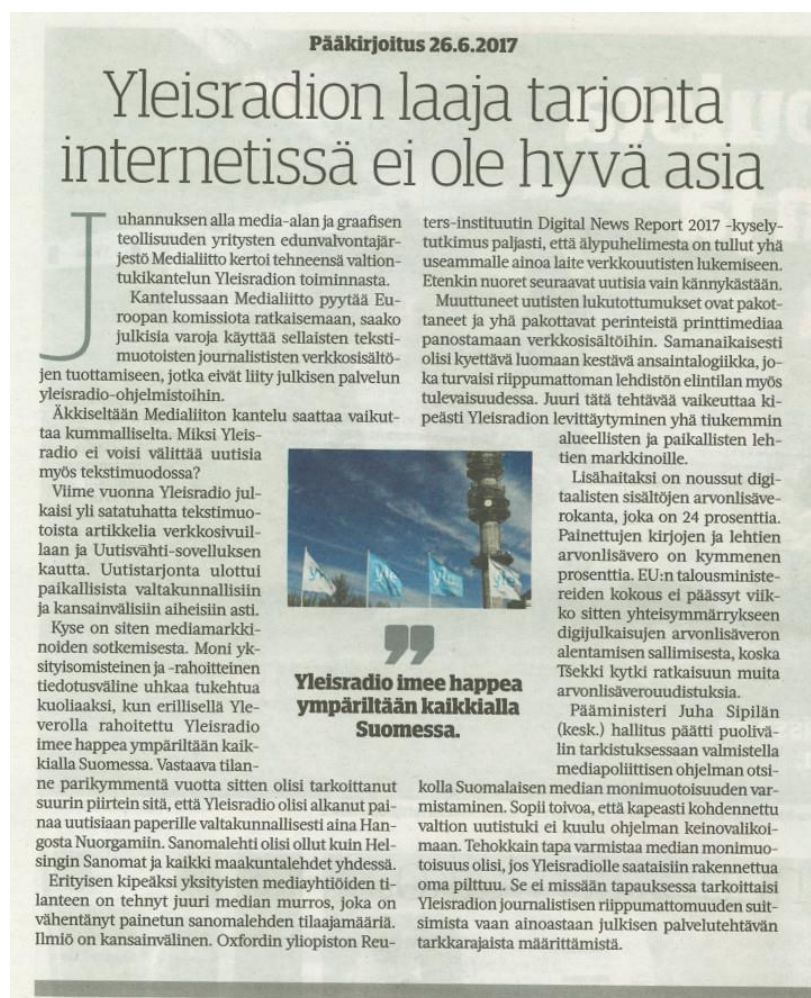 Pääkirjoitus 26.6.2017
Yleisradion laaja tarjonta
internetissä ei ole hyvä asia
Juhannuksen alla media-alan ja graafisen
teollisuuden yritysten edunvalvontajär-
jestö Medialiitto kertoi tehneensä valtion-
tukikantelun Yleisradion toiminnasta.
Kantelussaan Medialiitto pyytää Eu-
roopan komissiota ratkaisemaan, saako
julkisia varoja käyttää sellaisten teksti-
muotoisten journalististen verkkosisältö-
jen tuottamiseen, jotka eivät liity julkisen palvelun
yleisradio-ohjelmistoihin.
Äkkiseltään Medialiiton kantelu saattaa vaikut-
taa kummalliselta. Miksi Yleis-
radio ei voisi välittää uutisia
myös tekstimuodossa?
Viime vuonna Yleisradio jul-
kaisi yli satatuhatta tekstimuo-
toista artikkelia verkkosivuil-
laan ja Uutisvähti-sovelluksen
kautta. Uutistarjonta ulottui
paikallisista valtakunnallisiin
ja kansainvälisiin aiheisiin asti.
Kyse on siten mediamarkki-
noiden sotkemisesta. Moni yk-
sityisomisteinen ja -rahoitteinen
tiedotusväline uhkaa tukehtua
kuoliaaksi, kun erillisellä Yle-
verolla rahoitettu Yleisradio
imee happea ympäriltään kaik-
kialla Suomessa. Vastaava tilan-
ne parikymmentä vuotta sitten olisi tarkoittanut
suurin piirtein sitä, että Yleisradio olisi alkanut pai-
naa uutisiaan paperille valtakunnallisesti aina Han-
gosta Nuorgamiin. Sanomalehti olisi ollut kuin Hel-
singin Sanomat ja kaikki maakuntalehdet yhdessä.
Erityisen kipeäksi yksityisten mediayhtiöiden ti-
lanteen on tehnyt juuri median murros, joka on
vähentänyt painetun sanomalehden tilaajamääriä.
Ilmiö on kansainvälinen. Oxfordin yliopiston Reu-
ters-instituutin Digital News Report 2017 -kysely-
tutkimus paljasti, että älypuhelimesta on tullut yhä
useammalle ainoa laite verkkouutisten lukemiseen.
Etenkin nuoret seuraavat uutisia vain kännykästään.
Muuttuneet uutisten lukutottumukset ovat pakot-
taneet ja yhä pakottavat perinteistä printtimediaa
panostamaan verkkosisältöihin. Samanaikaisesti
olisi kyettävä luomaan kestävä ansaintalogiikka, jo-
ka turvaisi riippumattoman lehdistön elintilan myös
tulevaisuudessa. Juuri tätä tehtävää vaikeuttaa ki-
peästi Yleisradion levittäytyminen yhä tiukemmin
alueellisten ja paikallisten leh-
tien markkinoille.
Lisähaitaksi on noussut digi-
taalisten sisältöjen arvonlisäve-
rokanta, joka on 24 prosenttia.
Painettujen kirjojen ja lehtien
arvonlisävero on kymmenen
prosenttia. EU:n talousministe-
reiden kokous ei päässyt viik-
ko sitten yhteisymmärrykseen
digijulkaisujen arvonlisäveron
alentamisen sallimisesta, koska
Tšekki kytki ratkaisuun muita
arvonlisäverouudistuksia.
Pääministeri Juha Sipilän
(kesk.) hallitus päätti puolivä-
lin tarkistuksessaan valmistella
mediapoliittisen ohjelman otsi-
kolla Suomalaisen median monimuotoisuuden var-
mistaminen. Sopii toivoa, että kapeasti kohdennettu
valtion uutistuki ei kuulu ohjelman keinovalikoi-
maan. Tehokkain tapa varmistaa median monimuo-
toisuus olisi, jos Yleisradiolle saataisiin rakennettua
oma pilttuu. Se ei missään tapauksessa tarkoittaisi
Yleisradion journalistisen riippumattomuuden suit-
simista vaan ainoastaan julkisen palvelutehtävän
tarkkarajaista määrittämistä.
yle
yle
yle
Yleisradio imee happea
ympäriltään kaikkialla
Suomessa.